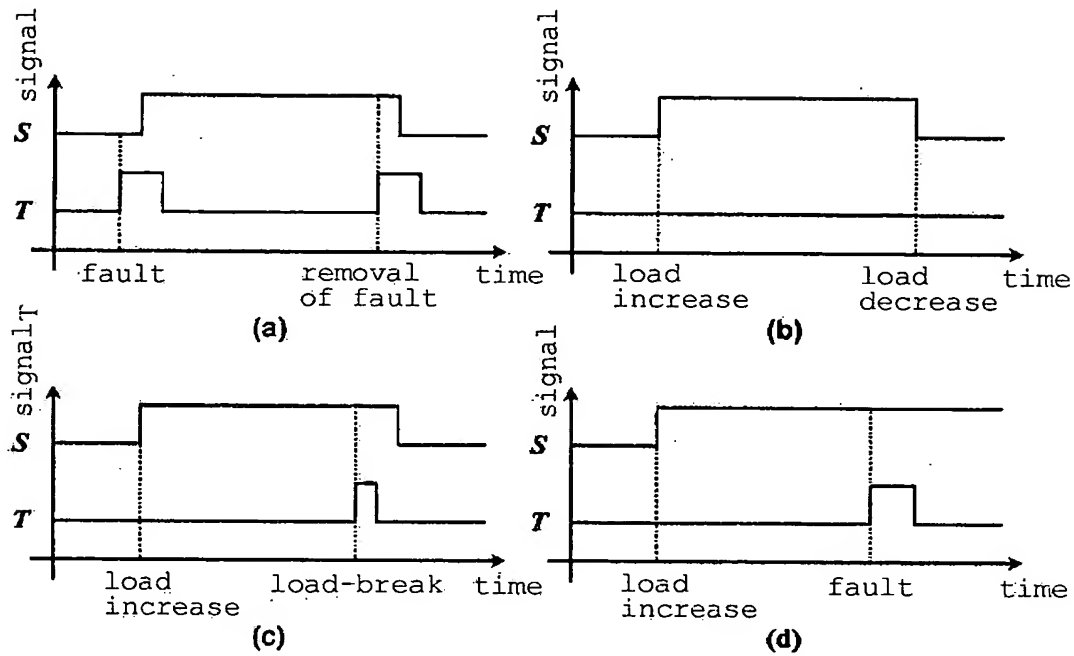 signal
S
T
fault
removal
of fault
time
(a)
signal
S
T
load
increase
load
decrease
time
(b)
signalT
S
T
load
increase
load-break
time
(c)
signal
S
T
load
increase
fault
time
(d)